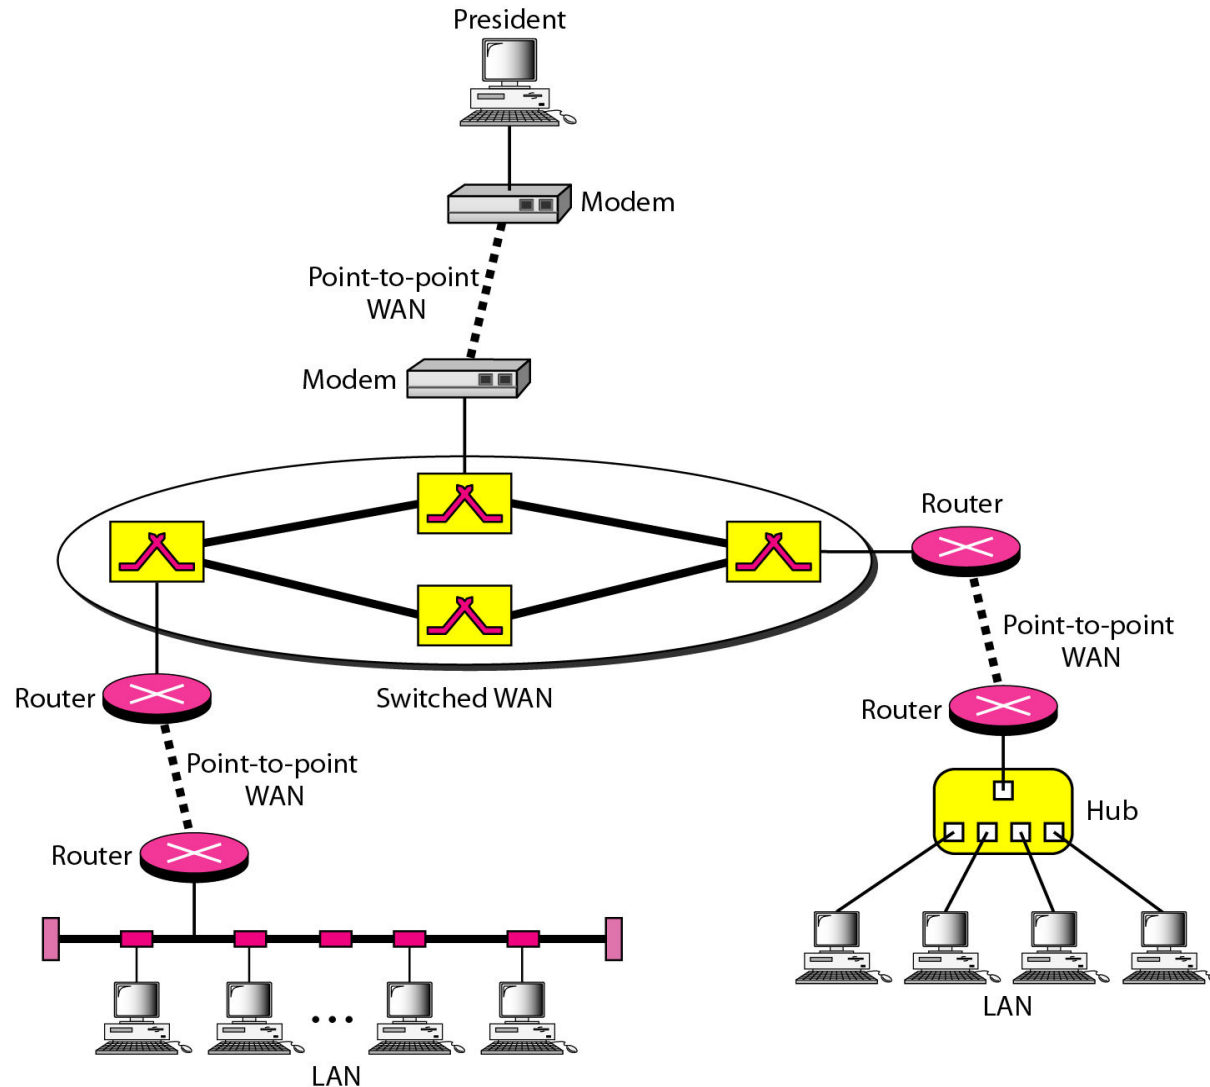 President
Modem
Point-to-point
WAN
Modem
Router
Point-to-point
WAN
Router
Switched WAN
Router
Point-to-point
WAN
Hub
Router
LAN
LAN